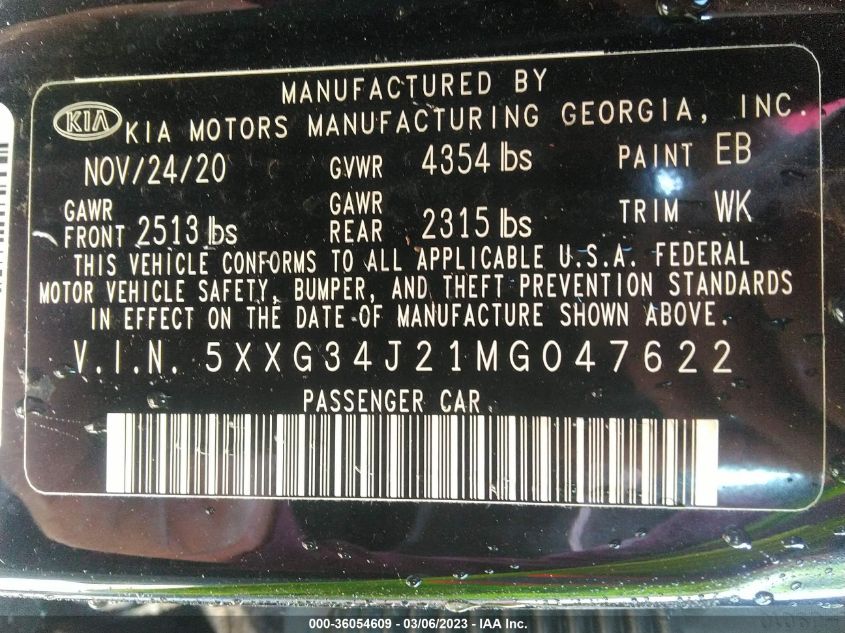 MANUFACTURED BY
KIA KIA MOTORS MANUFACTURING GEORGIA, INC.
NOV/24/20 GVWR 4354 lbs PAINT EB
GAWR FRONT 2513 lbs GAWR REAR 2315 lbs TRIM WK
THIS VEHICLE CONFORMS TO ALL APPLICABLE U.S.A. FEDERAL
MOTOR VEHICLE SAFETY, BUMPER, AND THEFT PREVENTION STANDARDS
IN EFFECT ON THE DATE OF MANUFACTURE SHOWN ABOVE.
V.I.N. 5XXG34J21MG047622
PASSENGER CAR
000-36054609 - 03/06/2023 - IAA Inc.